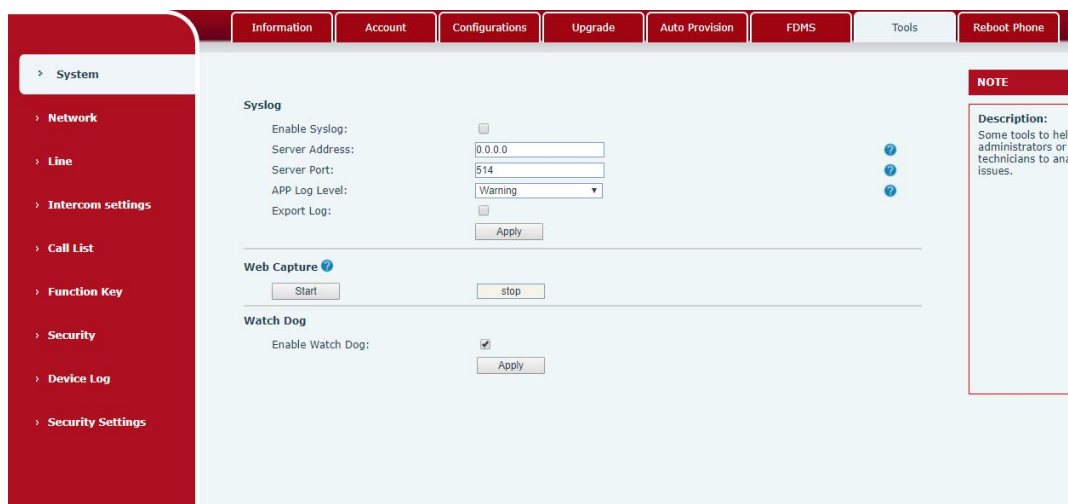 Information Account Configurations Upgrade Auto Provision FDMS Tools Reboot Phone
System
Network
Line
Intercom settings
Call List
Function Key
Security
Device Log
Security Settings
Syslog
Enable Syslog:
Server Address: 0.0.0.0
Server Port: 514
APP Log Level: Warning
Export Log:
Apply
Web Capture
Start stop
Watch Dog
Enable Watch Dog:
Apply
NOTE
Description:
Some tools to hel
administrators or
technicians to ana
issues.